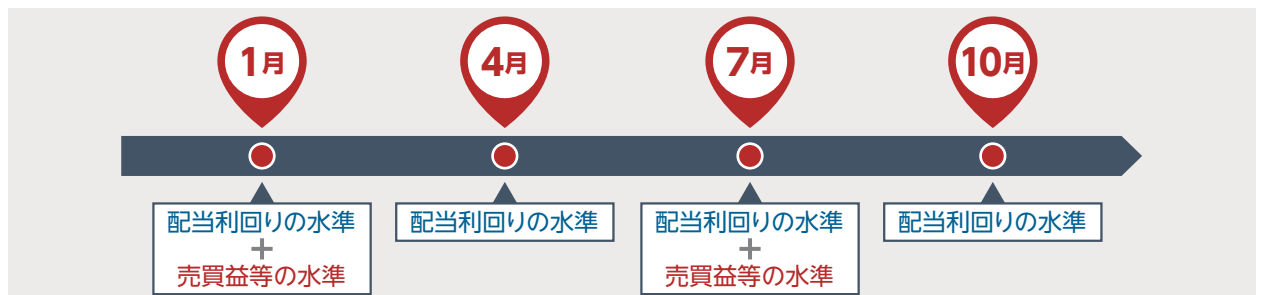 1月
4月
7月
10月
配当利回りの水準
+
売買益等の水準
配当利回りの水準
配当利回りの水準
+
売買益等の水準
配当利回りの水準